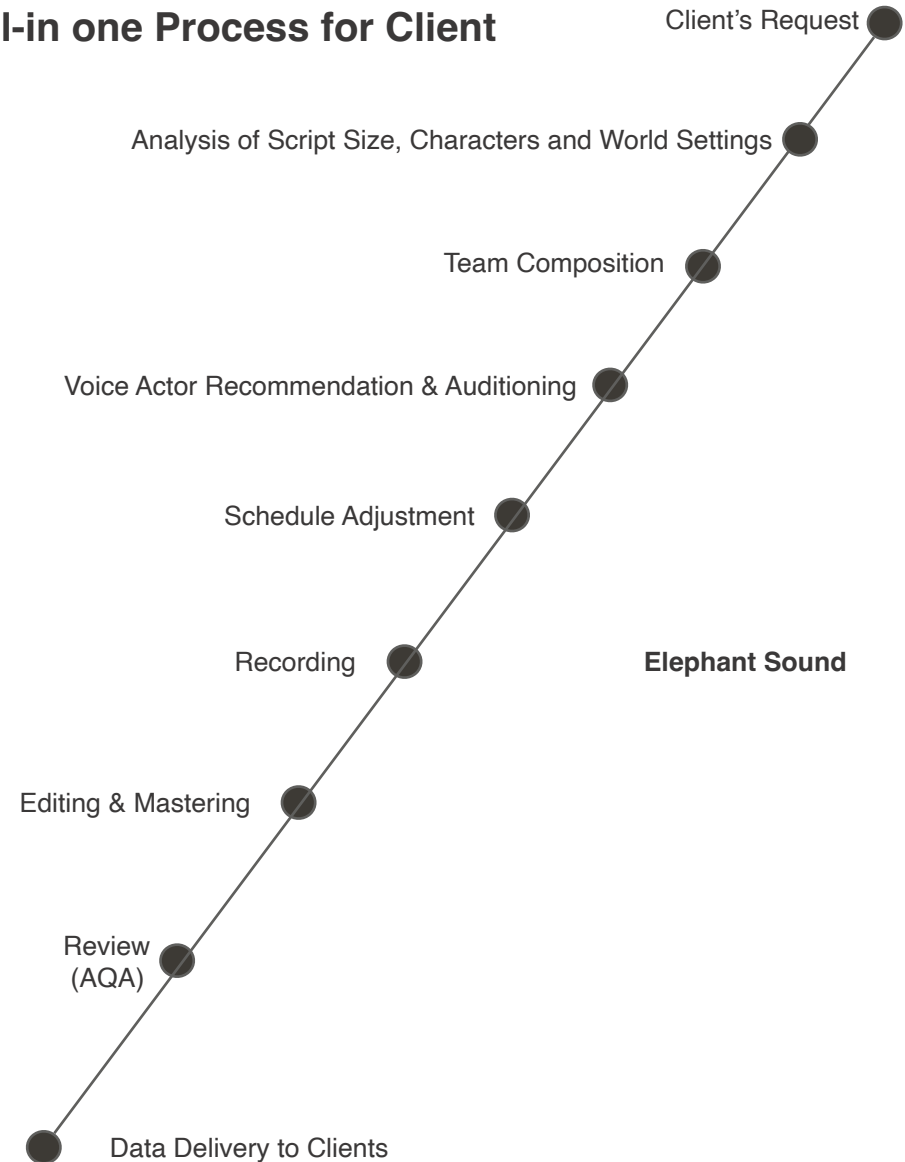 l-in one Process for Client
Client’s Request
Analysis of Script Size, Characters and World Settings
Team Composition
Voice Actor Recommendation & Auditioning
Schedule Adjustment
Recording
Elephant Sound
Editing & Mastering
Review
(AQA)
Data Delivery to Clients